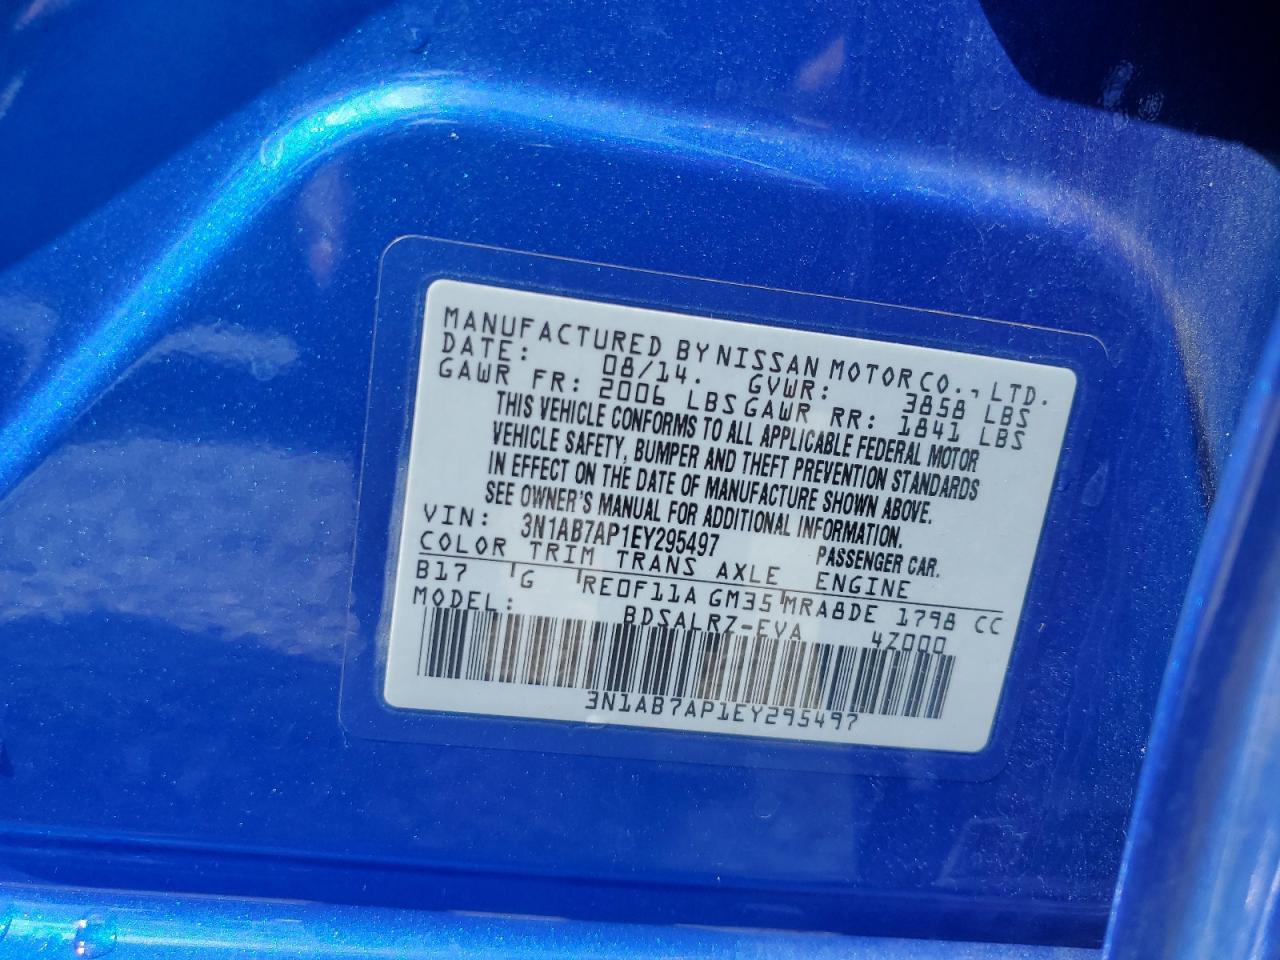 MANUFACTURED BY NISSAN MOTOR CO., LTD.
DATE: 08/14. GVWR: 3858 LBS
GAWR FR: 2006 LBS GAWR RR: 1841 LBS
THIS VEHICLE CONFORMS TO ALL APPLICABLE FEDERAL MOTOR
VEHICLE SAFETY, BUMPER AND THEFT PREVENTION STANDARDS
IN EFFECT ON THE DATE OF MANUFACTURE SHOWN ABOVE.
SEE OWNER'S MANUAL FOR ADDITIONAL INFORMATION.
VIN: 3N1AB7AP1EY295497 PASSENGER CAR.
COLOR TRIM TRANS AXLE ENGINE
B17 G RE0F11A GM35 MRA8DE 1798 CC
MODEL: BDSALRZ-EVA 4Z000
3N1AB7AP1EY295497